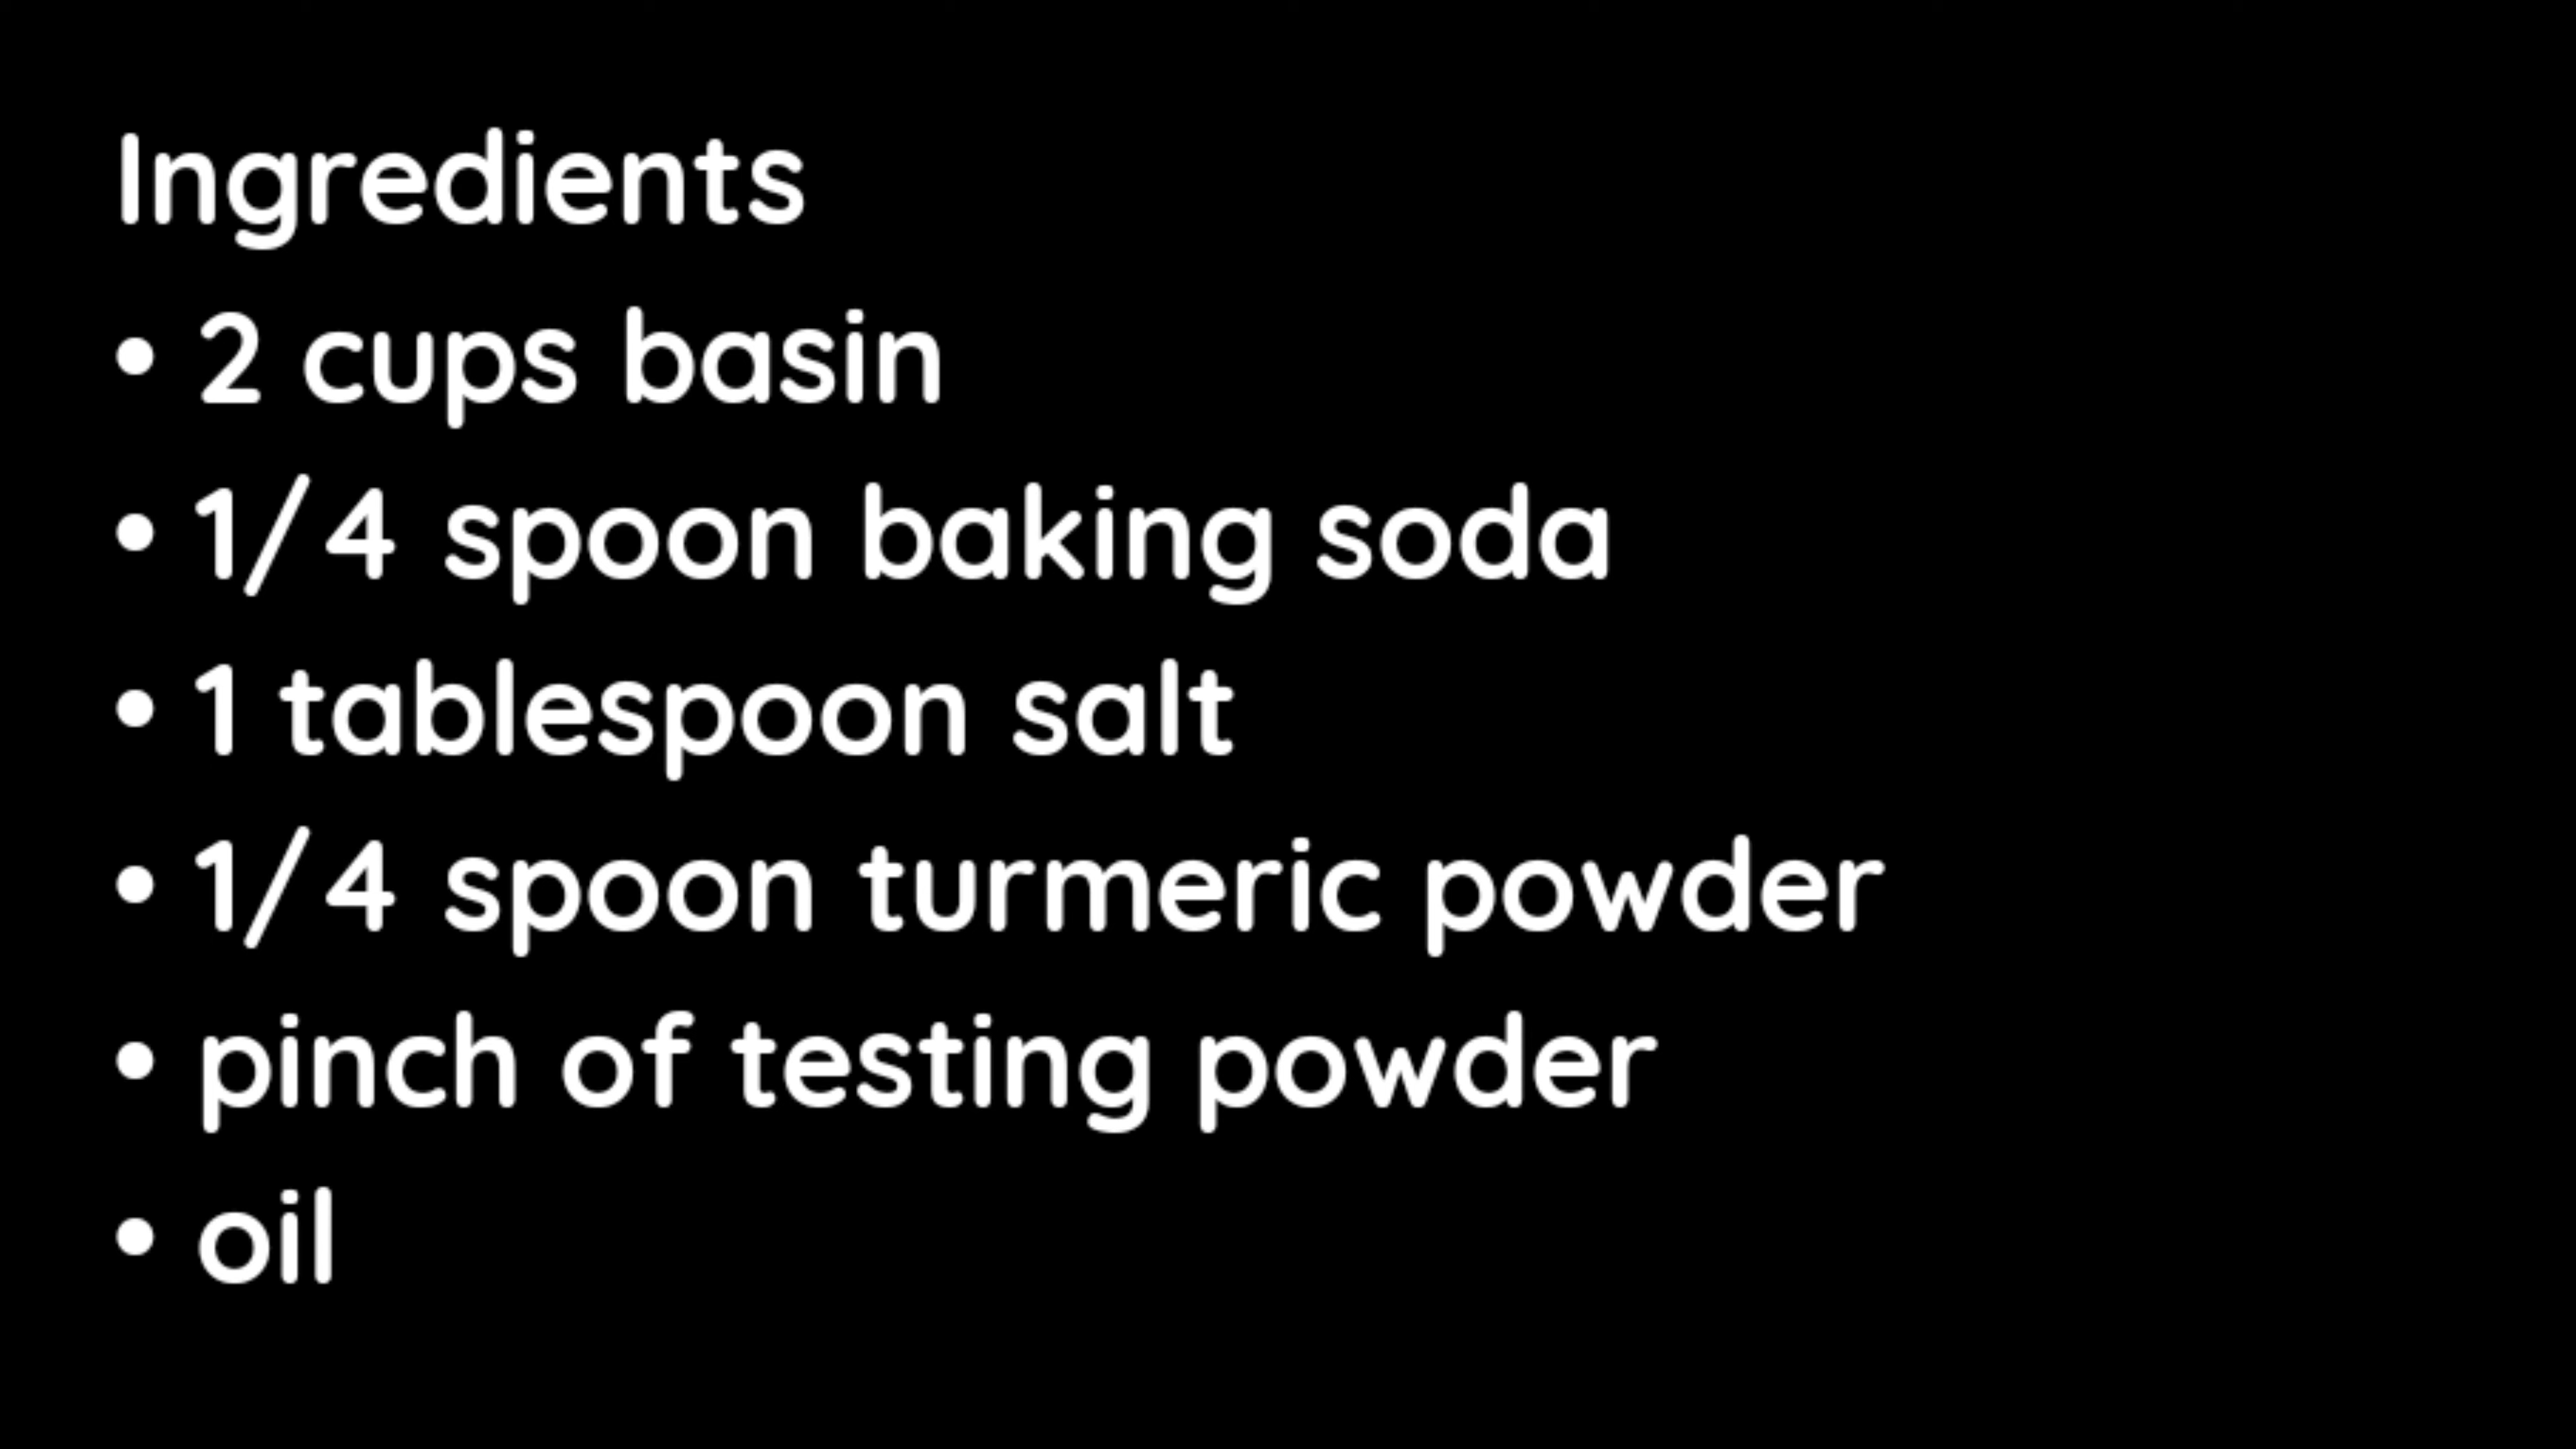 Ingredients
• 2 cups basin
• 1/4 spoon baking soda
• 1 tablespoon salt
• 1/4 spoon turmeric powder
• pinch of testing powder
• oil